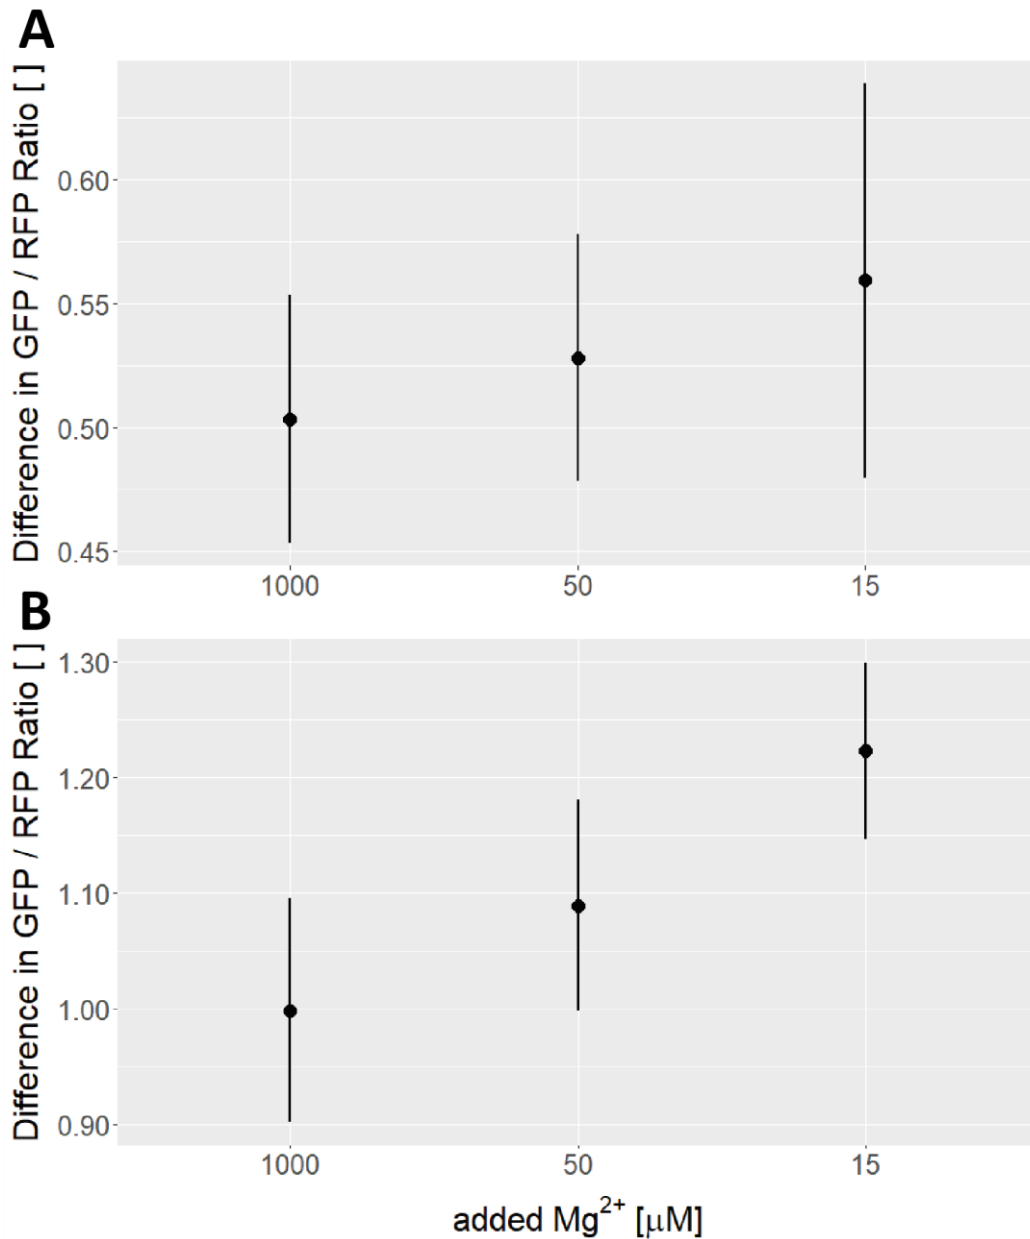 A
Difference in GFP / RFP Ratio [ ]
0.60
0.55
0.50
0.45
1000 50 15
B
Difference in GFP / RFP Ratio [ ]
1.30
1.20
1.10
1.00
0.90
1000 50 15
added Mg²⁺ [μM]